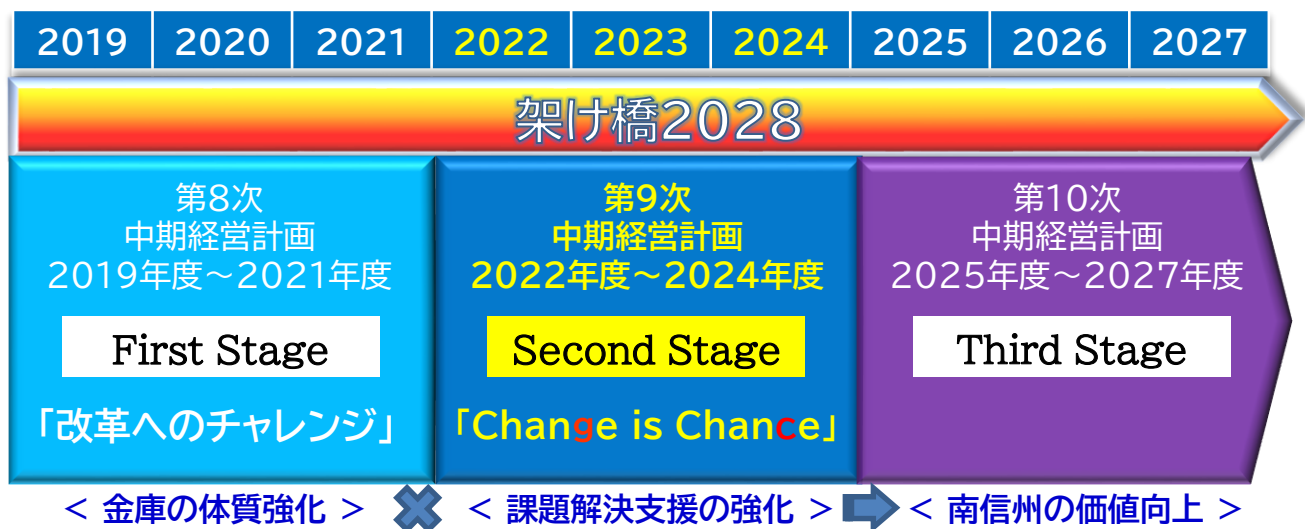 2019 2020 2021 2022 2023 2024 2025 2026 2027
架け橋2028
第8次
中期経営計画
2019年度～2021年度
First Stage
「改革へのチャレンジ」
第9次
中期経営計画
2022年度～2024年度
Second Stage
「Change is Chance」
第10次
中期経営計画
2025年度～2027年度
Third Stage
< 金庫の体質強化 > < 課題解決支援の強化 > < 南信州の価値向上 >